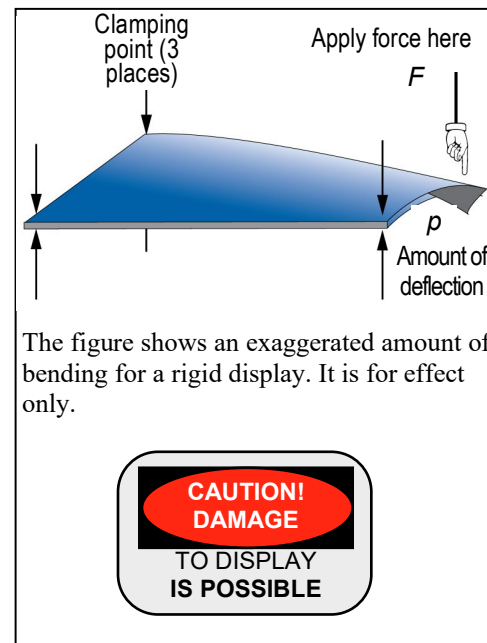 Clamping
point (3
places)
Apply force here
F
p
Amount of
deflection
The figure shows an exaggerated amount of
bending for a rigid display. It is for effect
only.
CAUTION!
DAMAGE
TO DISPLAY
IS POSSIBLE